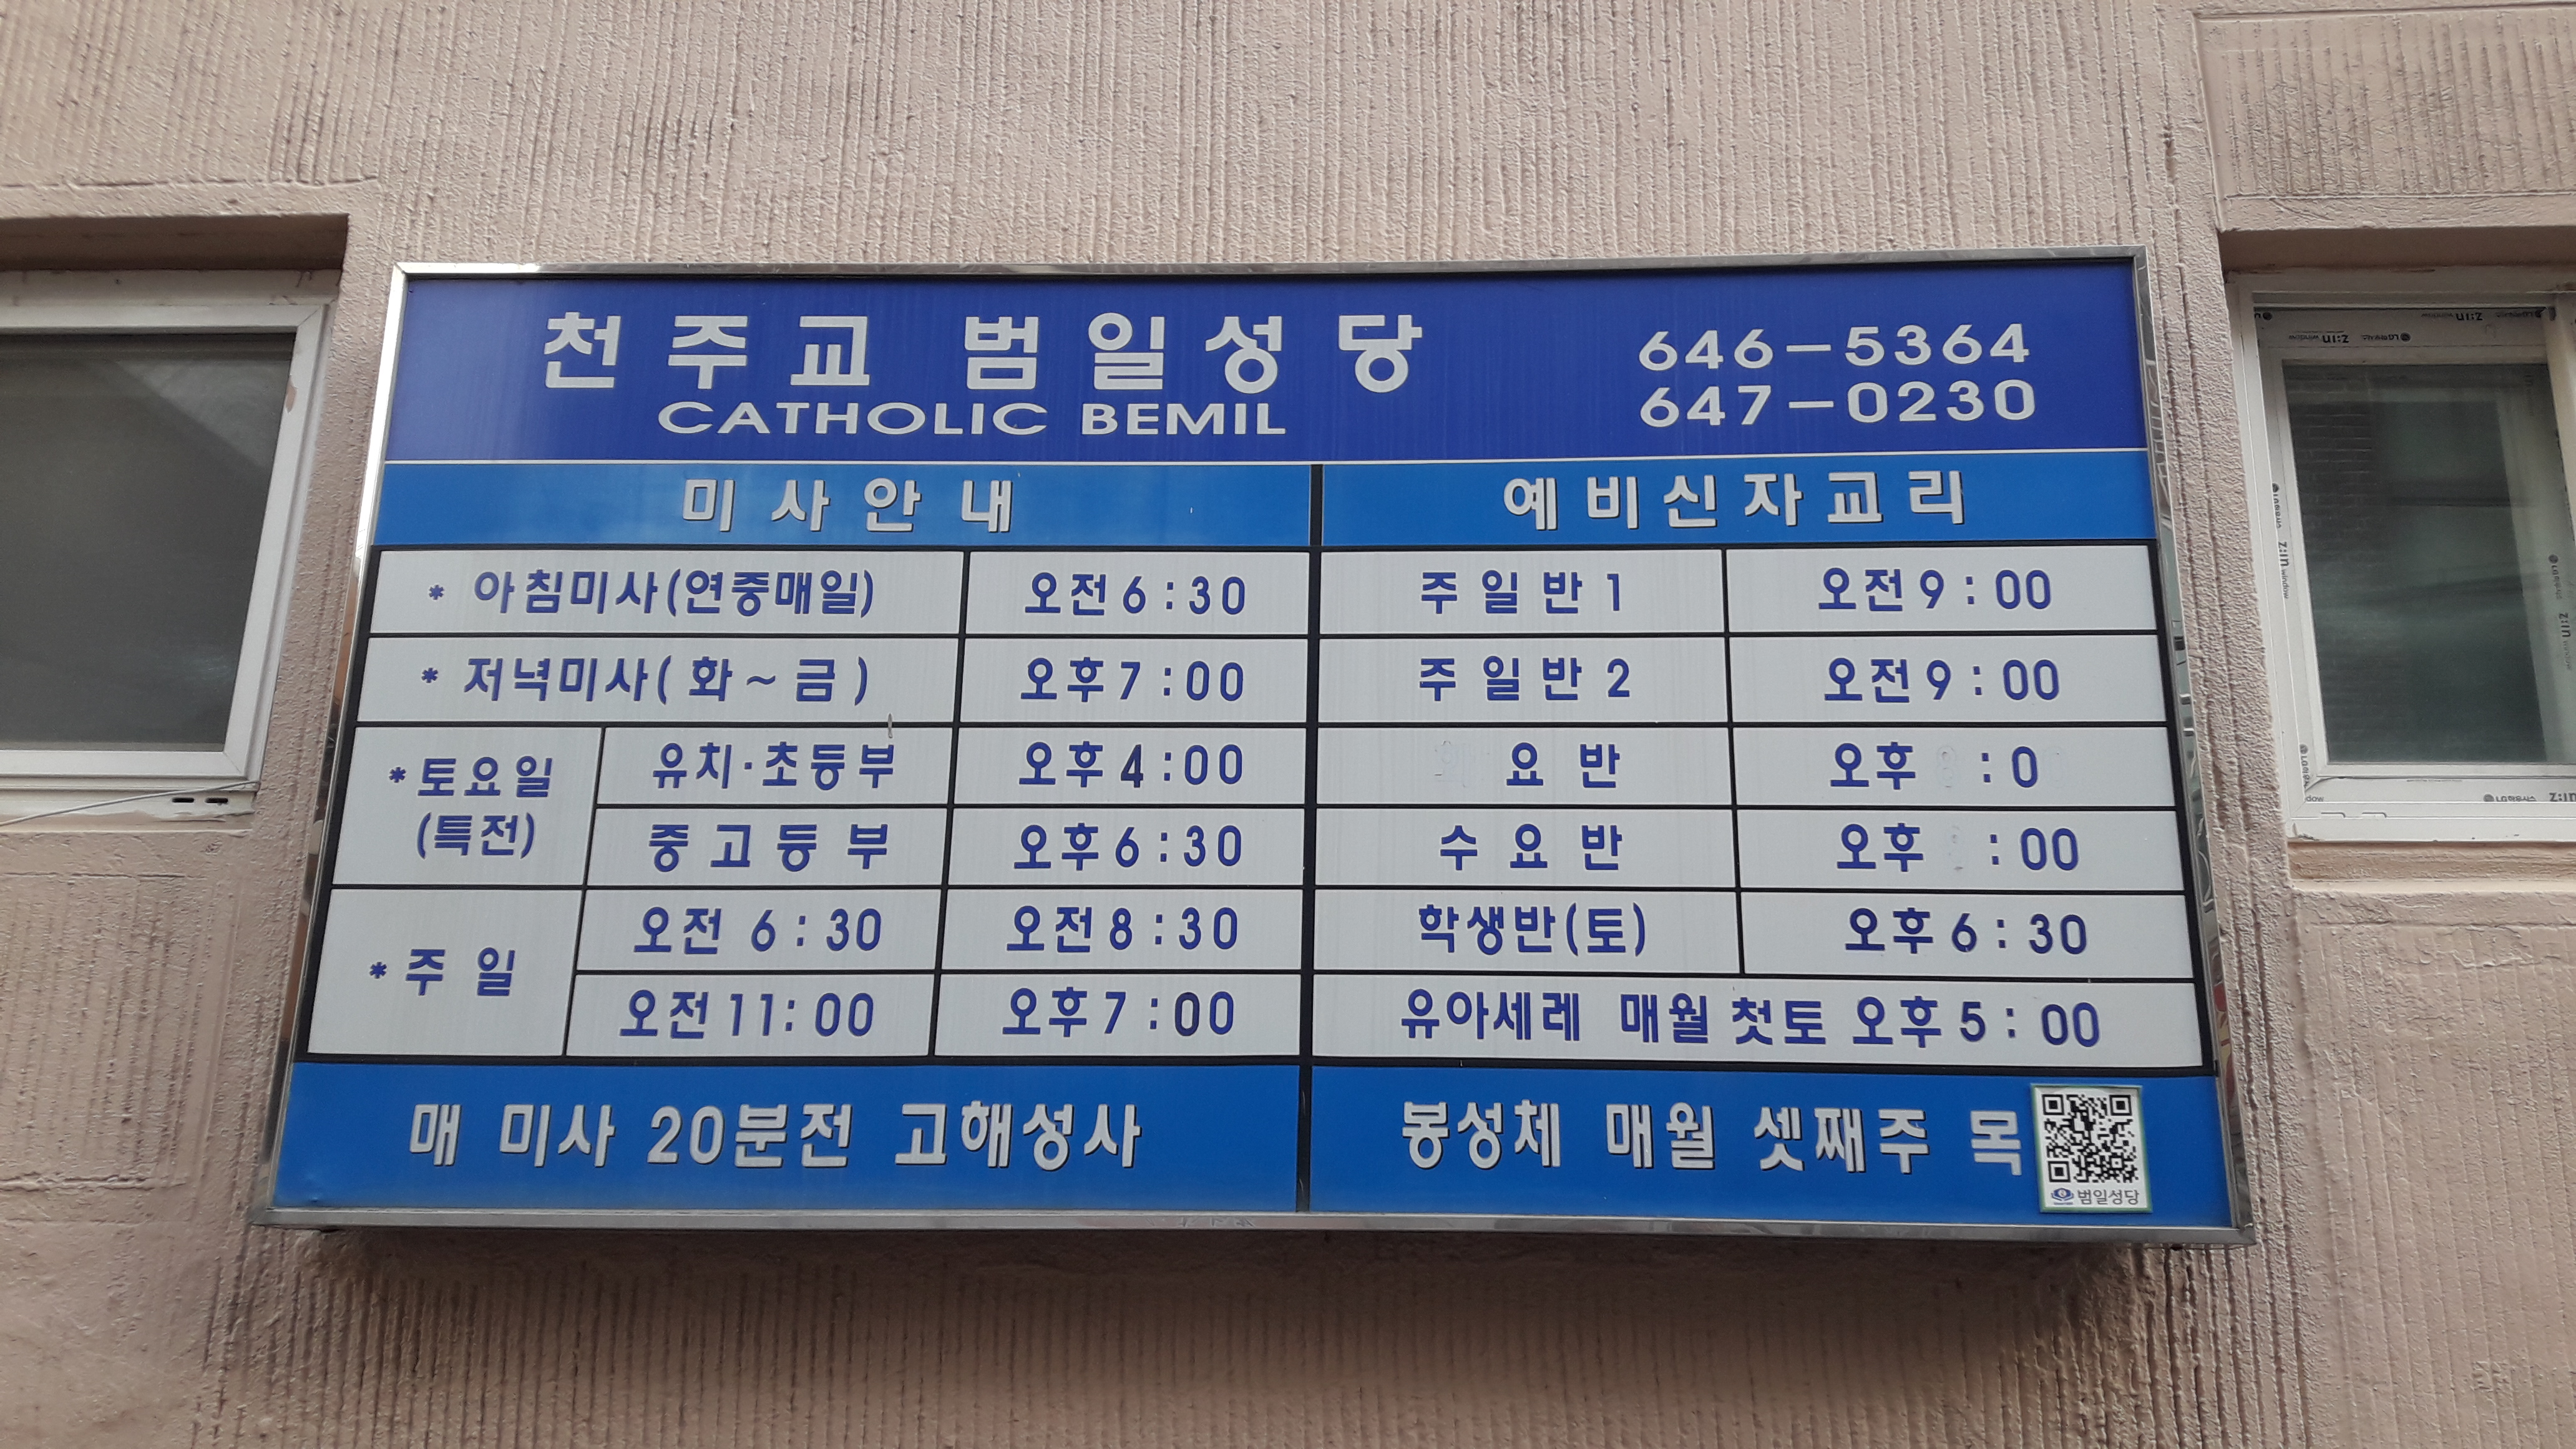 천주교 범일성당
CATHOLIC BEMIL
646-5364
647-0230
미사안내
* 아침미사(연중매일) 오전 6:30
* 저녁미사(화~금) 오후 7:00
* 토요일
(특전)
유치·초등부 오후 4:00
중고등부 오후 6:30
* 주일
오전 6:30 오전 8:30
오전 11:00 오후 7:00
매 미사 20분전 고해성사
예비신자교리
주일반 1 오전 9:00
주일반 2 오전 9:00
요반 오후 :0
수요반 오후 :00
학생반(토) 오후 6:30
유아세례 매월 첫토 오후 5:00
봉성체 매월 셋째주 목
범일성당